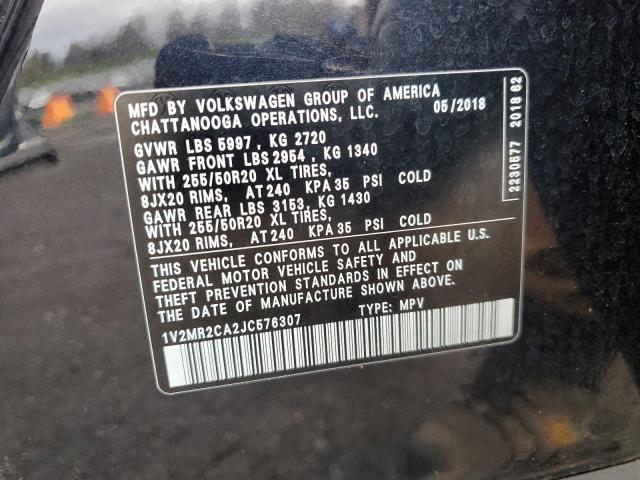 MFD BY VOLKSWAGEN GROUP OF AMERICA
CHATTANOOGA OPERATIONS, LLC. 05/2018
GVWR LBS 5997, KG 2720
GAWR FRONT LBS 2954, KG 1340
WITH 255/50R20 XL TIRES,
8JX20 RIMS, AT 240 KPA 35 PSI COLD
GAWR REAR LBS 3153, KG 1430
WITH 255/50R20 XL TIRES,
8JX20 RIMS, AT 240 KPA 35 PSI COLD
THIS VEHICLE CONFORMS TO ALL APPLICABLE U.S.
FEDERAL MOTOR VEHICLE SAFETY AND
THEFT PREVENTION STANDARDS IN EFFECT ON
THE DATE OF MANUFACTURE SHOWN ABOVE.
1V2MR2CA2JC576307 TYPE: MPV
2230577 2018 62